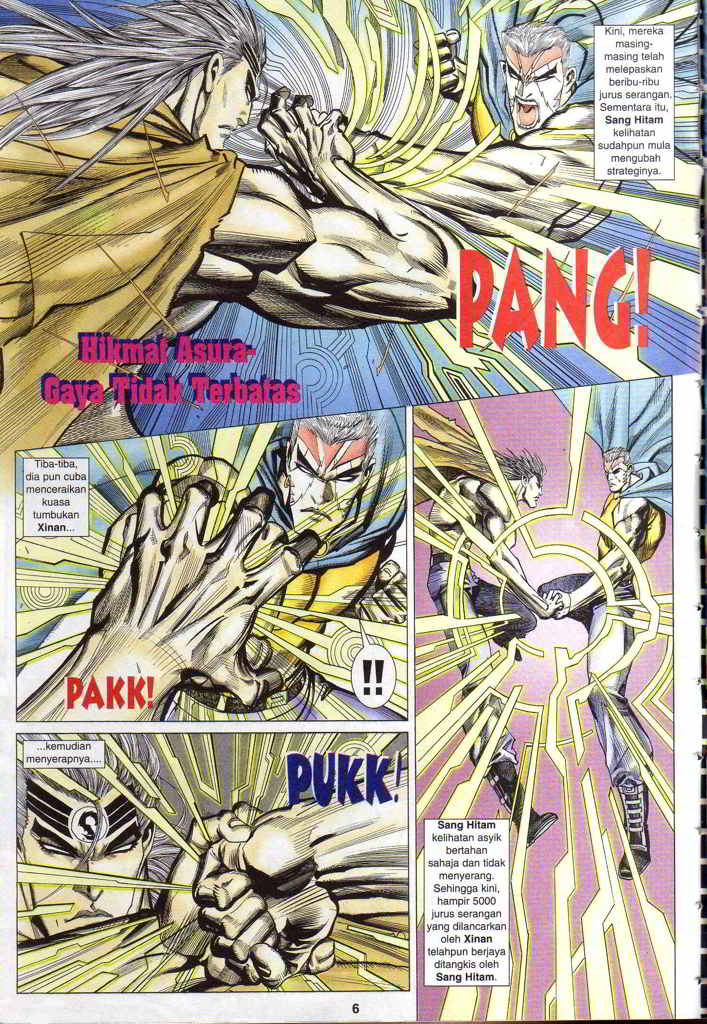 Kini, mereka
masing-
masing telah
melepaskan
beribu-ribu
jurus serangan.
Sementara itu,
Sang Hitam
kelihatan
sudahpun mula
mengubah
strateginya.
PANG!
Hikmat Asura-
Gaya Tidak Terbatas
Tiba-tiba,
dia pun cuba
menceraikan
kuasa
tumbukan
Xinan...
PAKK!
!!
...kemudian
menyerapnya....
PUKK!
Sang Hitam
kelihatan asyik
bertahan
sahaja dan tidak
menyerang.
Sehingga kini,
hampir 5000
jurus serangan
yang dilancarkan
oleh Xinan
telahpun berjaya
ditangkis oleh
Sang Hitam.
6